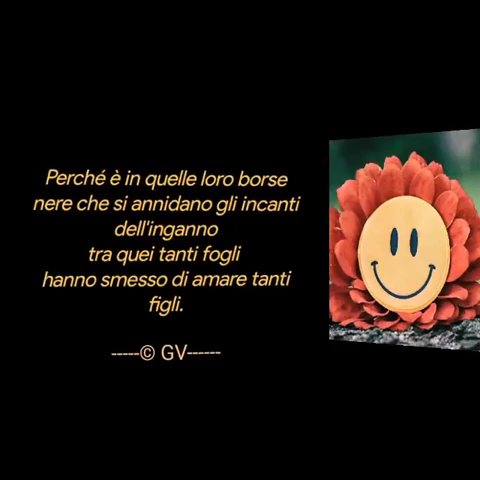 Perché è in quelle loro borse
nere che si annidano gli incanti
dell'inganno
tra quei tanti fogli
hanno smesso di amare tanti
figli.
-----© GV------